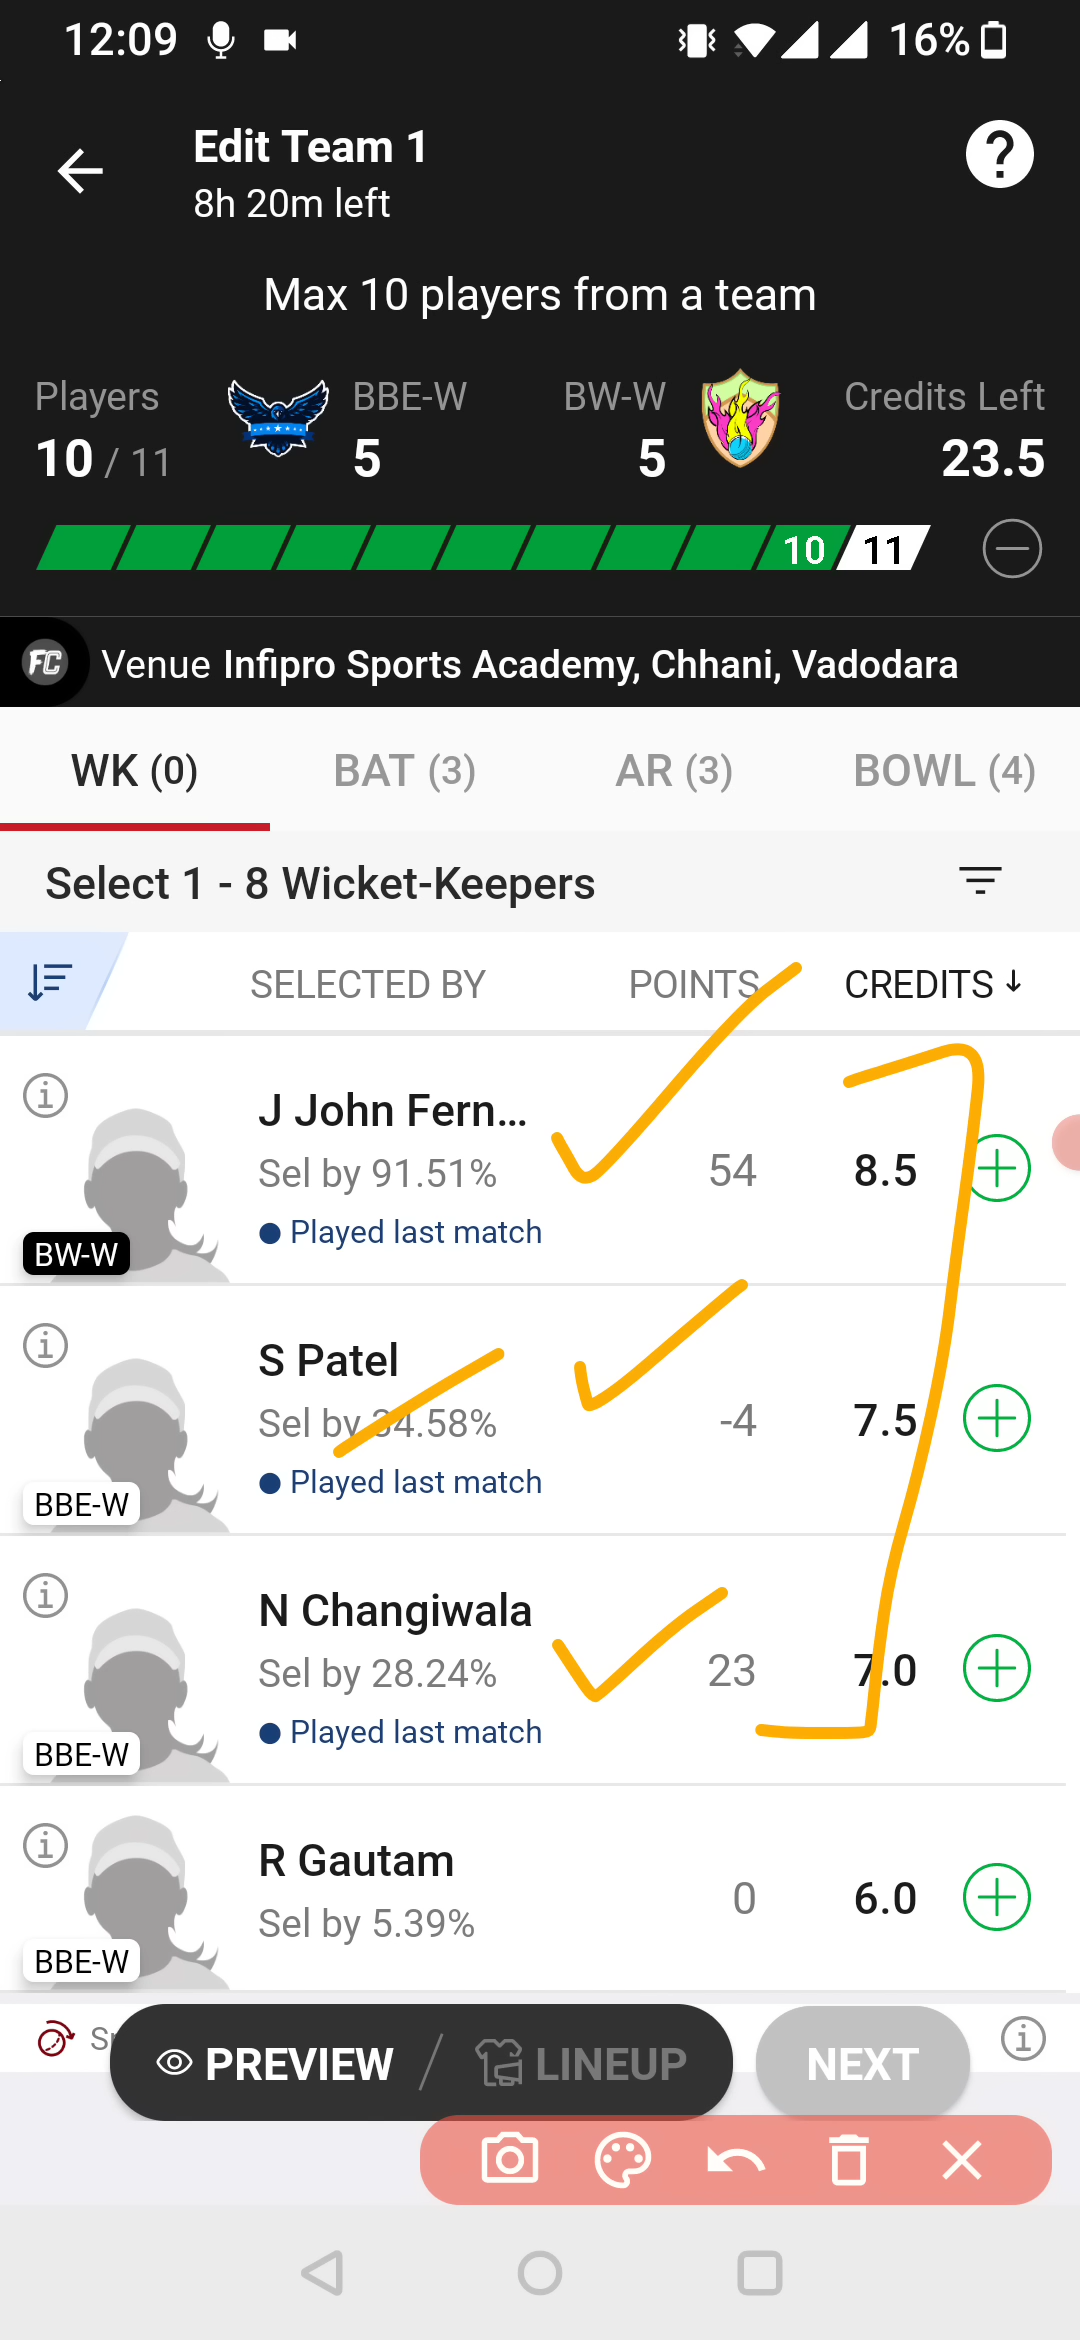 12:09 16%
Edit Team 1
8h 20m left
?
Max 10 players from a team
Players BBE-W BW-W Credits Left
10 / 11 5 5 23.5
10 11
FC Venue Infipro Sports Academy, Chhani, Vadodara
WK (0) BAT (3) AR (3) BOWL (4)
Select 1 - 8 Wicket-Keepers
SELECTED BY POINTS CREDITS ↓
J John Fern...
Sel by 91.51% 54 8.5
Played last match
BW-W
S Patel
Sel by 34.58% -4 7.5
Played last match
BBE-W
N Changiwala
Sel by 28.24% 23 7.0
Played last match
BBE-W
R Gautam
Sel by 5.39% 0 6.0
BBE-W
PREVIEW / LINEUP NEXT